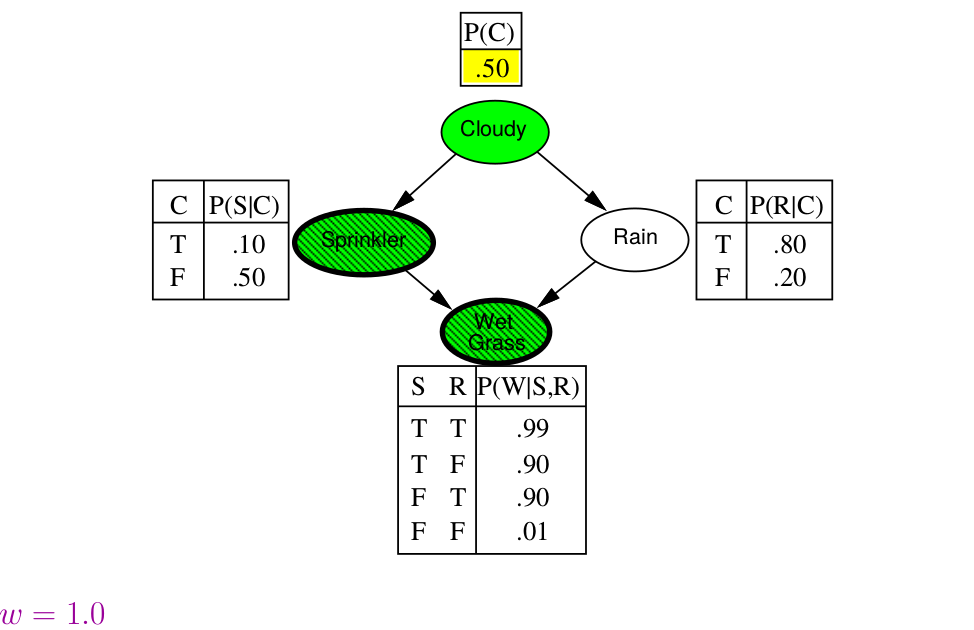 P(C)
.50
Cloudy
C P(S|C)
T .10
F .50
Sprinkler
Rain
C P(R|C)
T .80
F .20
Wet
Grass
S R P(W|S,R)
T T .99
T F .90
F T .90
F F .01
w = 1.0